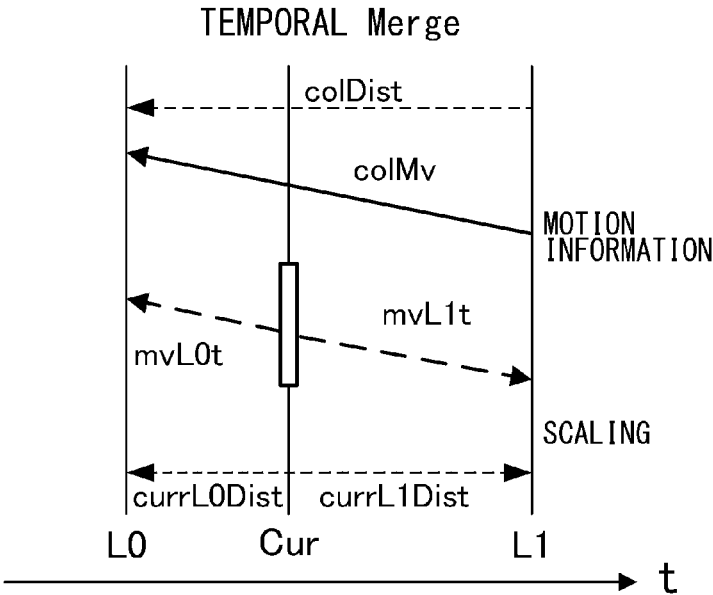 TEMPORAL Merge
colDist
colMv
MOTION
INFORMATION
mvL1t
mvL0t
SCALING
currL0Dist currL1Dist
L0 Cur L1
t